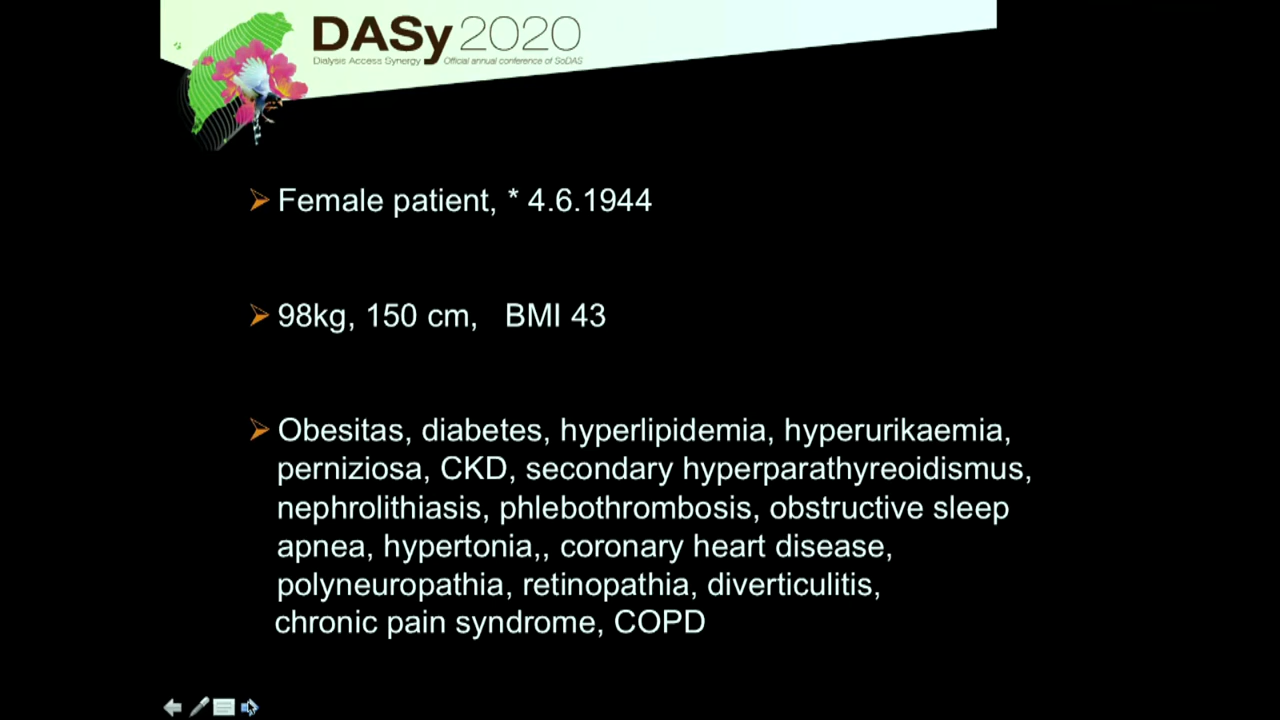 DASy 2020
Dialysis Access Synergy Official annual conference of SoDAS
Female patient, * 4.6.1944
98kg, 150 cm, BMI 43
Obesitas, diabetes, hyperlipidemia, hyperurikaemia,
perniziosa, CKD, secondary hyperparathyreoidismus,
nephrolithiasis, phlebothrombosis, obstructive sleep
apnea, hypertonia,, coronary heart disease,
polyneuropathia, retinopathia, diverticulitis,
chronic pain syndrome, COPD